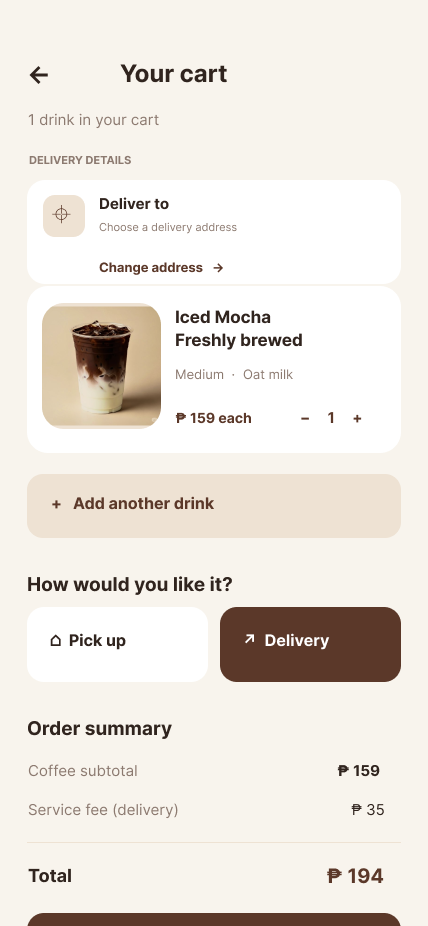 ← Your cart
1 drink in your cart
DELIVERY DETAILS
Deliver to
Choose a delivery address
Change address →
Iced Mocha
Freshly brewed
Medium · Oat milk
₱ 159 each − 1 +
+ Add another drink
How would you like it?
⌂ Pick up ↗ Delivery
Order summary
Coffee subtotal ₱ 159
Service fee (delivery) ₱ 35
Total ₱ 194